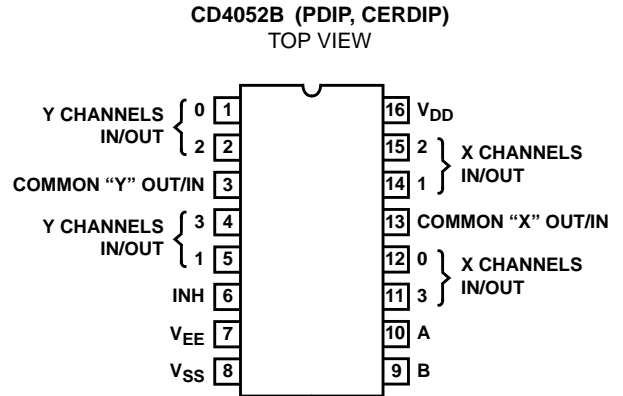 CD4052B (PDIP, CERDIP)
TOP VIEW
Y CHANNELS IN/OUT
0 1
2 2
COMMON “Y” OUT/IN 3
Y CHANNELS IN/OUT
3 4
1 5
INH 6
VEE 7
VSS 8
16 VDD
15 2
14 1
X CHANNELS IN/OUT
13 COMMON “X” OUT/IN
12 0
11 3
X CHANNELS IN/OUT
10 A
9 B